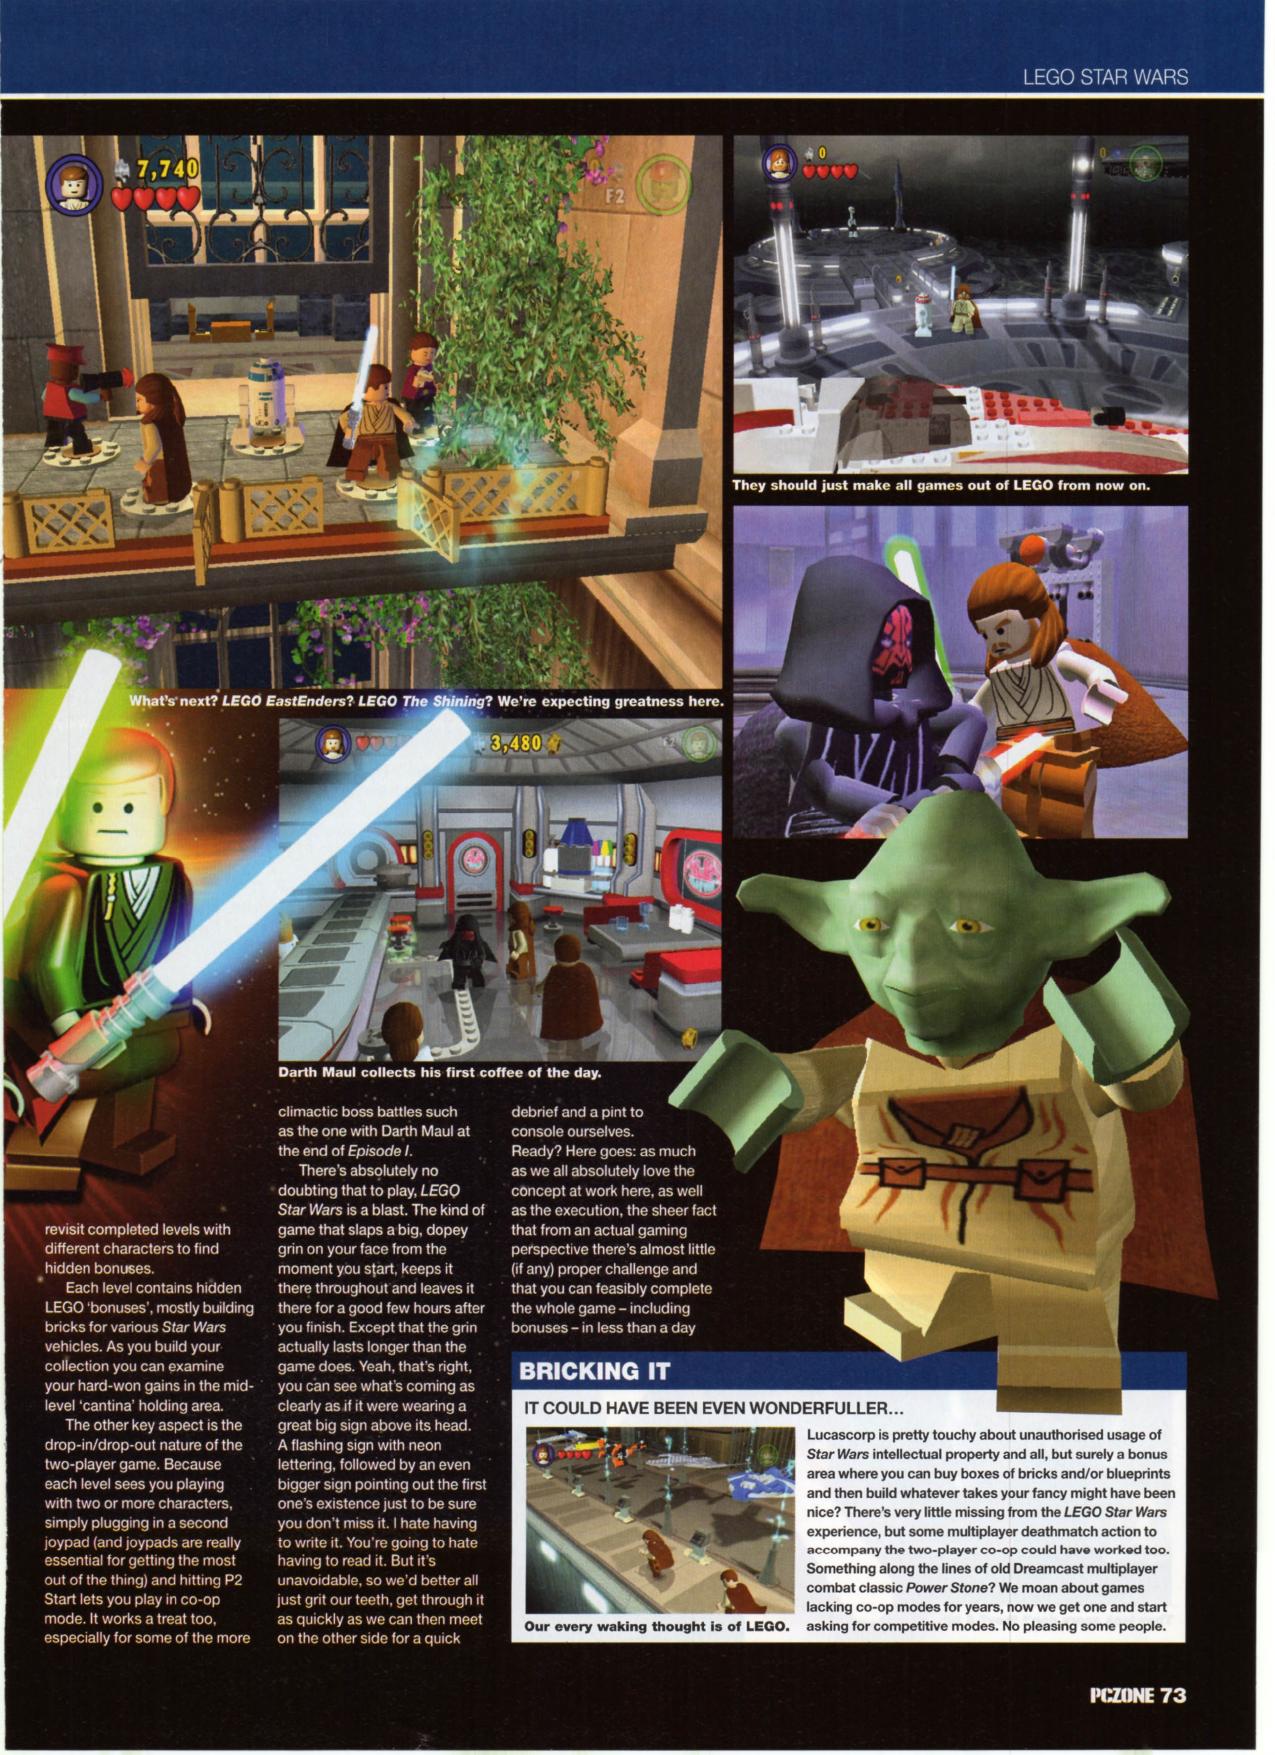 LEGO STAR WARS
7,740
F2
0
0
They should just make all games out of LEGO from now on.
What's next? LEGO EastEnders? LEGO The Shining? We're expecting greatness here.
3,480
Darth Maul collects his first coffee of the day.
revisit completed levels with
different characters to find
hidden bonuses.
Each level contains hidden
LEGO 'bonuses', mostly building
bricks for various Star Wars
vehicles. As you build your
collection you can examine
your hard-won gains in the mid-
level 'cantina' holding area.
The other key aspect is the
drop-in/drop-out nature of the
two-player game. Because
each level sees you playing
with two or more characters,
simply plugging in a second
joypad (and joypads are really
essential for getting the most
out of the thing) and hitting P2
Start lets you play in co-op
mode. It works a treat too,
especially for some of the more
climactic boss battles such
as the one with Darth Maul at
the end of Episode I.
There's absolutely no
doubting that to play, LEGO
Star Wars is a blast. The kind of
game that slaps a big, dopey
grin on your face from the
moment you start, keeps it
there throughout and leaves it
there for a good few hours after
you finish. Except that the grin
actually lasts longer than the
game does. Yeah, that's right,
you can see what's coming as
clearly as if it were wearing a
great big sign above its head.
A flashing sign with neon
lettering, followed by an even
bigger sign pointing out the first
one's existence just to be sure
you don't miss it. I hate having
to write it. You're going to hate
having to read it. But it's
unavoidable, so we'd better all
just grit our teeth, get through it
as quickly as we can then meet
on the other side for a quick
debrief and a pint to
console ourselves.
Ready? Here goes: as much
as we all absolutely love the
concept at work here, as well
as the execution, the sheer fact
that from an actual gaming
perspective there's almost little
(if any) proper challenge and
that you can feasibly complete
the whole game – including
bonuses – in less than a day
BRICKING IT
IT COULD HAVE BEEN EVEN WONDERFULLER...
Our every waking thought is of LEGO.
Lucascorp is pretty touchy about unauthorised usage of
Star Wars intellectual property and all, but surely a bonus
area where you can buy boxes of bricks and/or blueprints
and then build whatever takes your fancy might have been
nice? There's very little missing from the LEGO Star Wars
experience, but some multiplayer deathmatch action to
accompany the two-player co-op could have worked too.
Something along the lines of old Dreamcast multiplayer
combat classic Power Stone? We moan about games
lacking co-op modes for years, now we get one and start
asking for competitive modes. No pleasing some people.
PCZONE 73